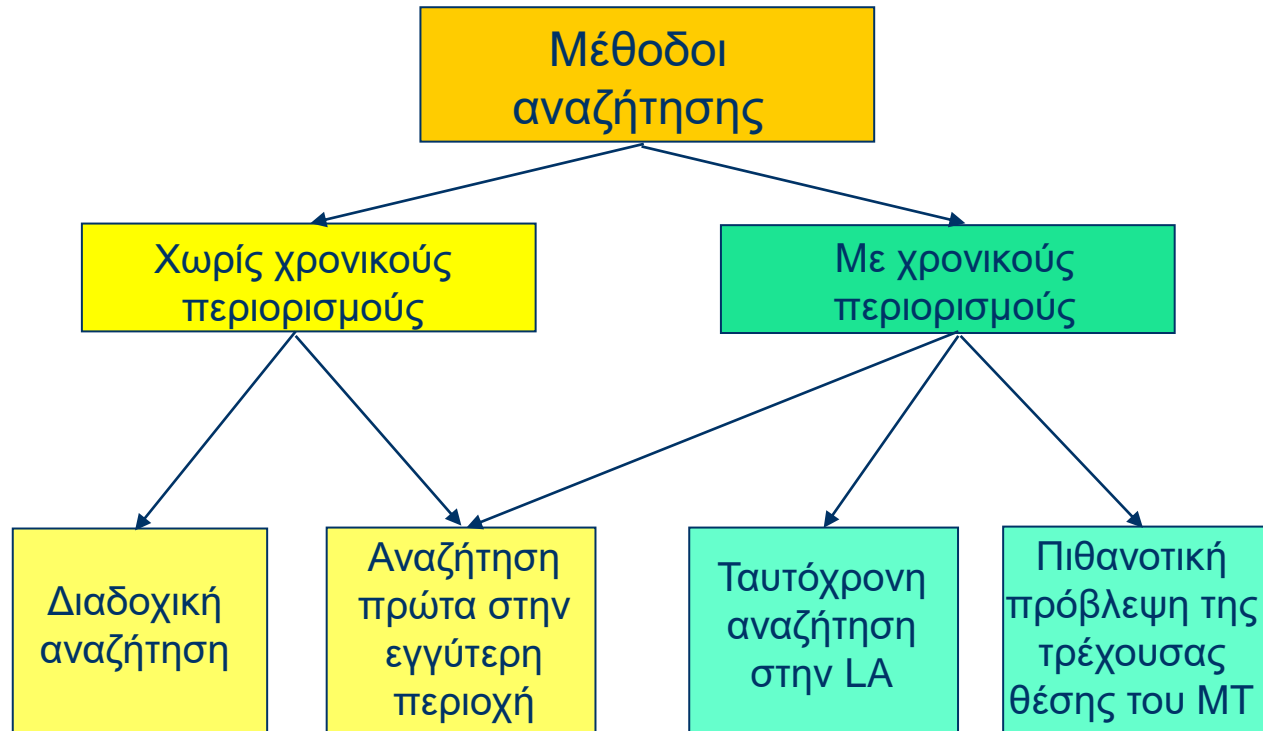 Μέθοδοι
αναζήτησης
Χωρίς χρονικούς
περιορισμούς
Με χρονικούς
περιορισμούς
Διαδοχική
αναζήτηση
Αναζήτηση
πρώτα στην
εγγύτερη
περιοχή
Ταυτόχρονη
αναζήτηση
στην LA
Πιθανοτική
πρόβλεψη της
τρέχουσας
θέσης του MT